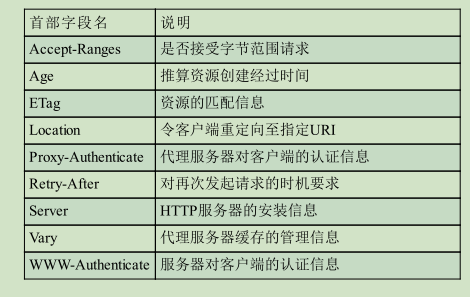 首部字段名 说明
Accept-Ranges 是否接受字节范围请求
Age 推算资源创建经过时间
ETag 资源的匹配信息
Location 令客户端重定向至指定URI
Proxy-Authenticate 代理服务器对客户端的认证信息
Retry-After 对再次发起请求的时机要求
Server HTTP服务器的安装信息
Vary 代理服务器缓存的管理信息
WWW-Authenticate 服务器对客户端的认证信息